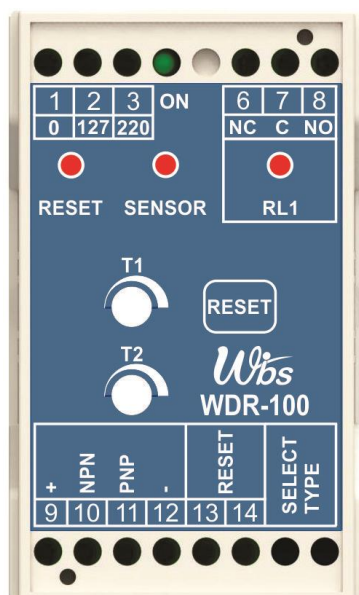 1 2 3 ON 6 7 8
0 127 220 NC C NO
RESET SENSOR RL1
T1
RESET
T2
Wbs
WDR-100
+ NPN PNP - RESET SELECT TYPE
9 10 11 12 13 14